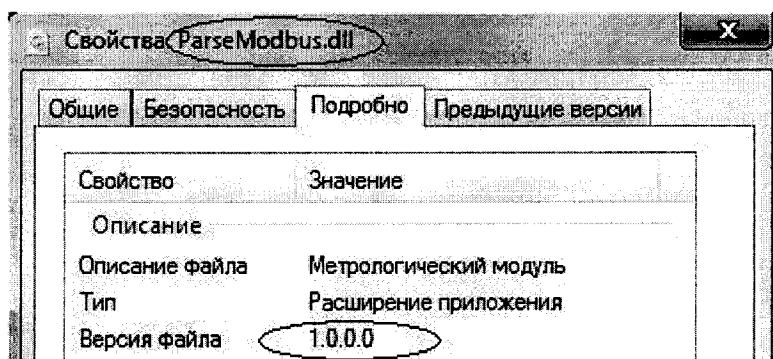 Свойства: ParseModbus.dll
Общие Безопасность Подробно Предыдущие версии
Свойство Значение
Описание
Описание файла Метрологический модуль
Тип Расширение приложения
Версия файла 1.0.0.0